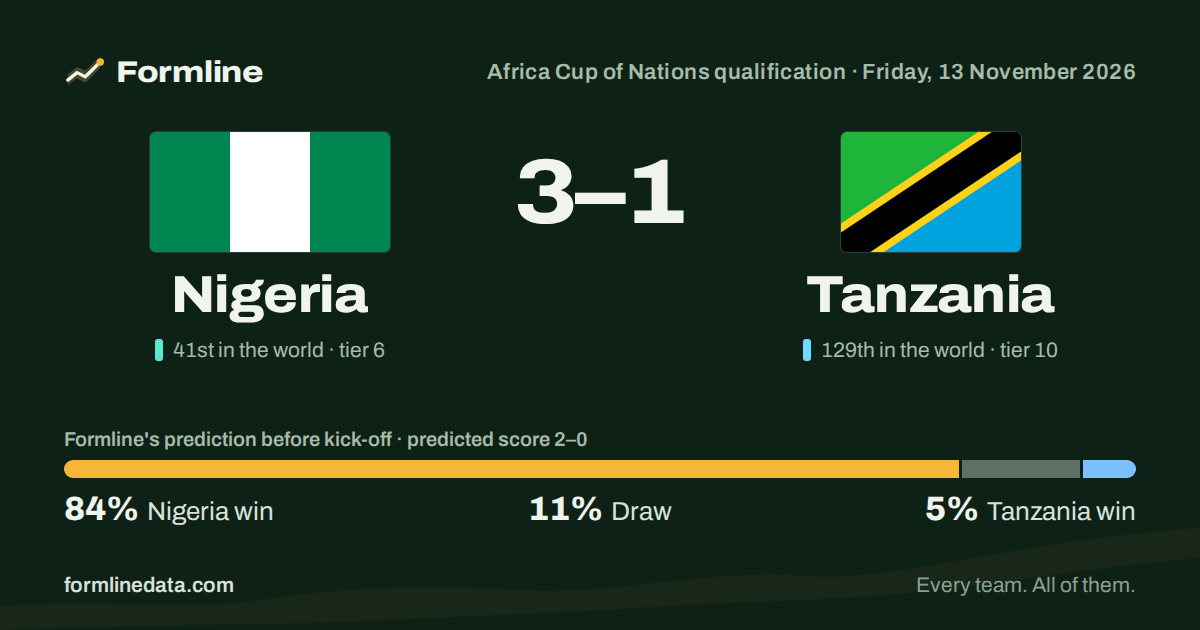 Formline
Africa Cup of Nations qualification · Friday, 13 November 2026
3–1
Nigeria
Tanzania
41st in the world · tier 6
129th in the world · tier 10
Formline's prediction before kick-off · predicted score 2–0
84% Nigeria win
11% Draw
5% Tanzania win
formlinedata.com
Every team. All of them.